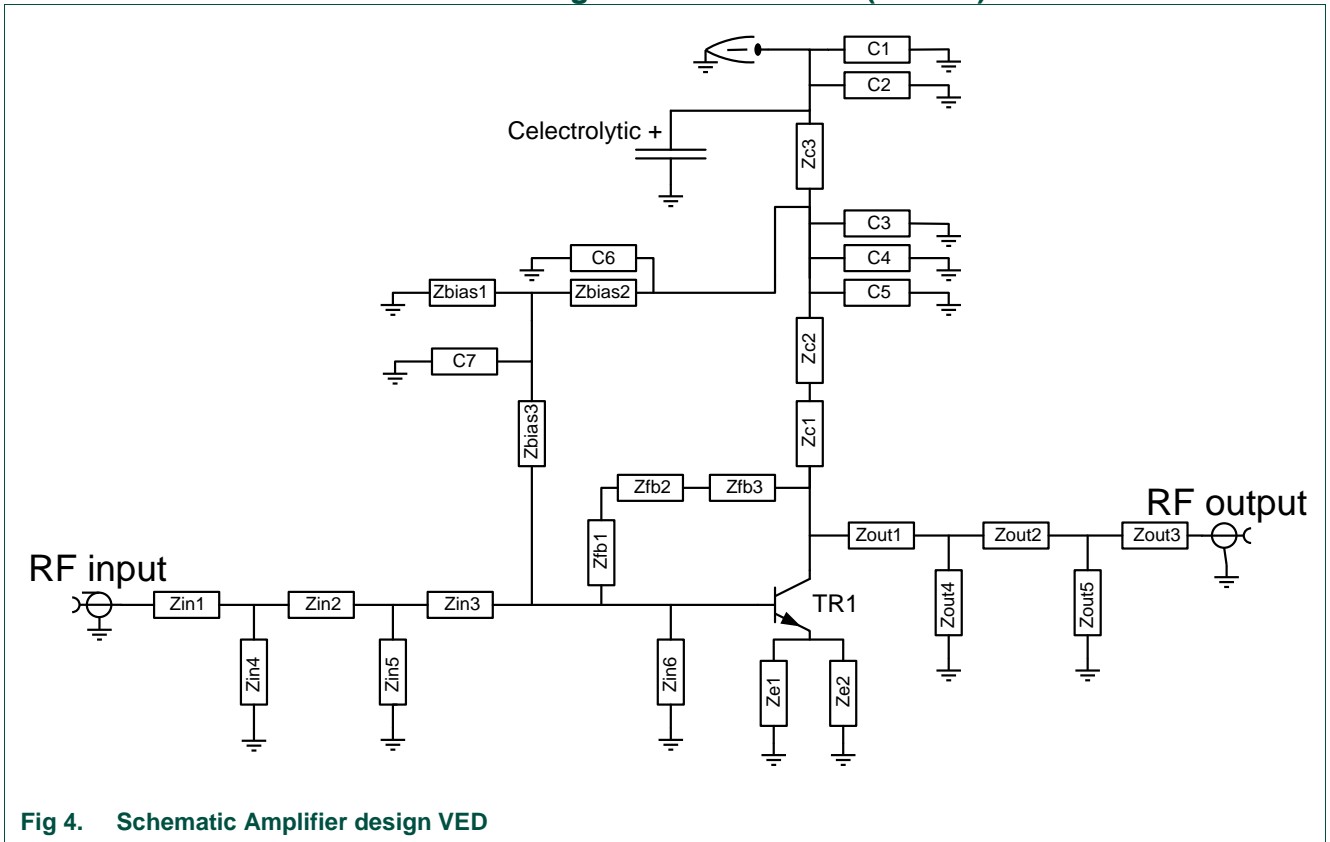 C1
C2
Celectrolytic +
Zc3
C3
C6
C4
Zbias1
Zbias2
C5
C7
Zc2
Zbias3
Zc1
Zfb2
Zfb3
RF output
Zfb1
Zout1
Zout2
Zout3
RF input
Zin1
Zin2
Zin3
TR1
Zout4
Zout5
Zin4
Zin5
Zin6
Ze1
Ze2
Fig 4. Schematic Amplifier design VED